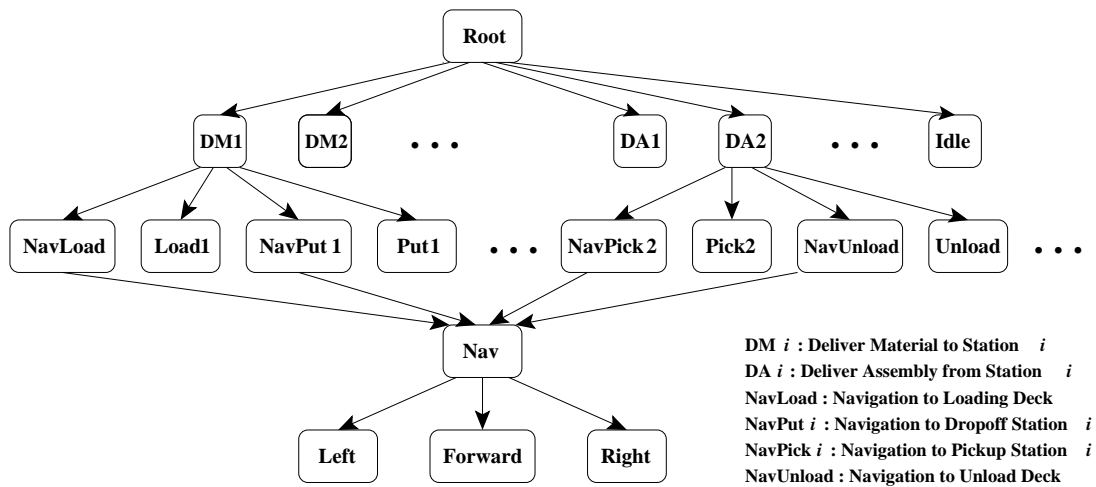 Root
DM1 DM2 • • • DA1 DA2 • • • Idle
NavLoad Load1 NavPut 1 Put1 • • • NavPick 2 Pick2 NavUnload Unload • • •
Nav
Left Forward Right
DM i : Deliver Material to Station i
DA i : Deliver Assembly from Station i
NavLoad : Navigation to Loading Deck
NavPut i : Navigation to Dropoff Station i
NavPick i : Navigation to Pickup Station i
NavUnload : Navigation to Unload Deck